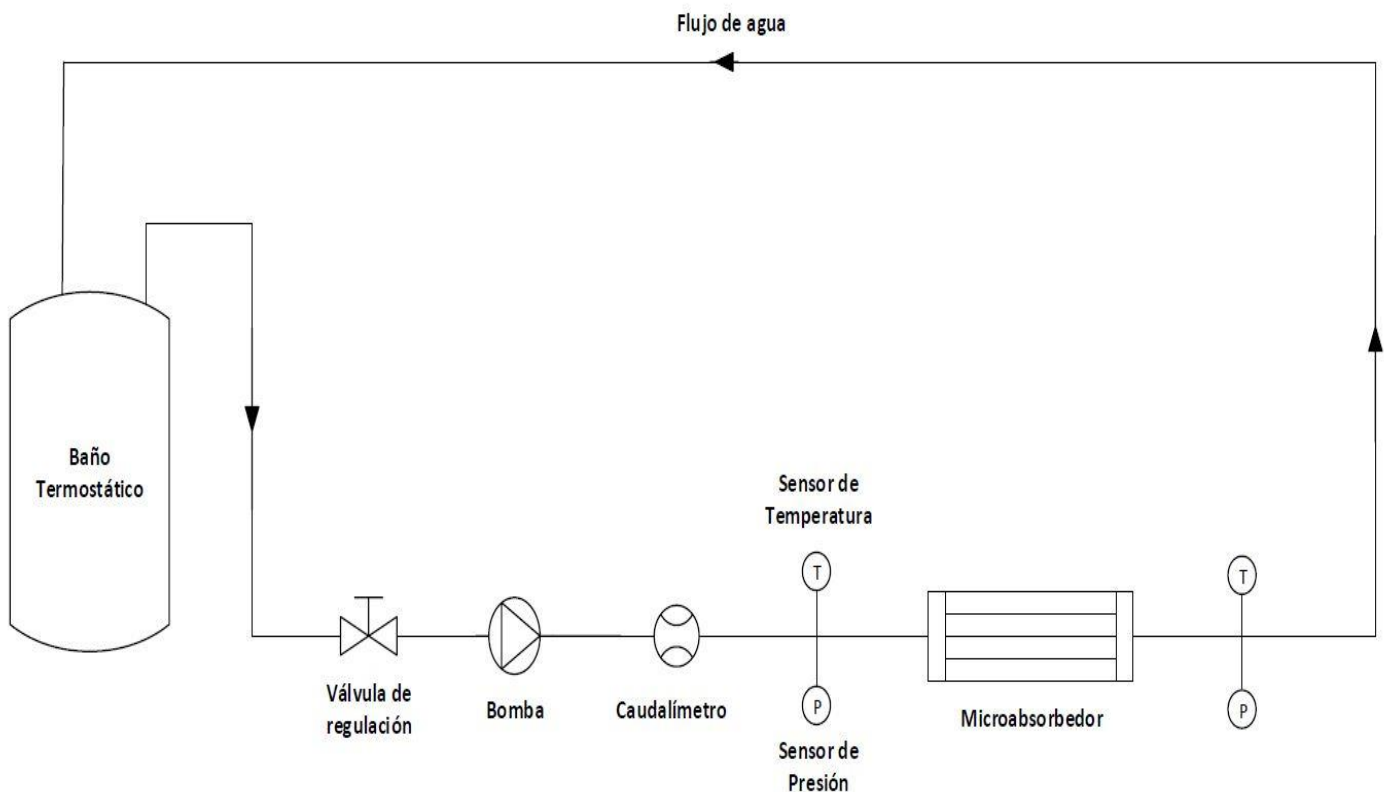 Flujo de agua
Baño
Termostático
Sensor de
Temperatura
T
T
Válvula de
regulación
Bomba
Caudalímetro
P
Microabsorbedor
P
Sensor de
Presión